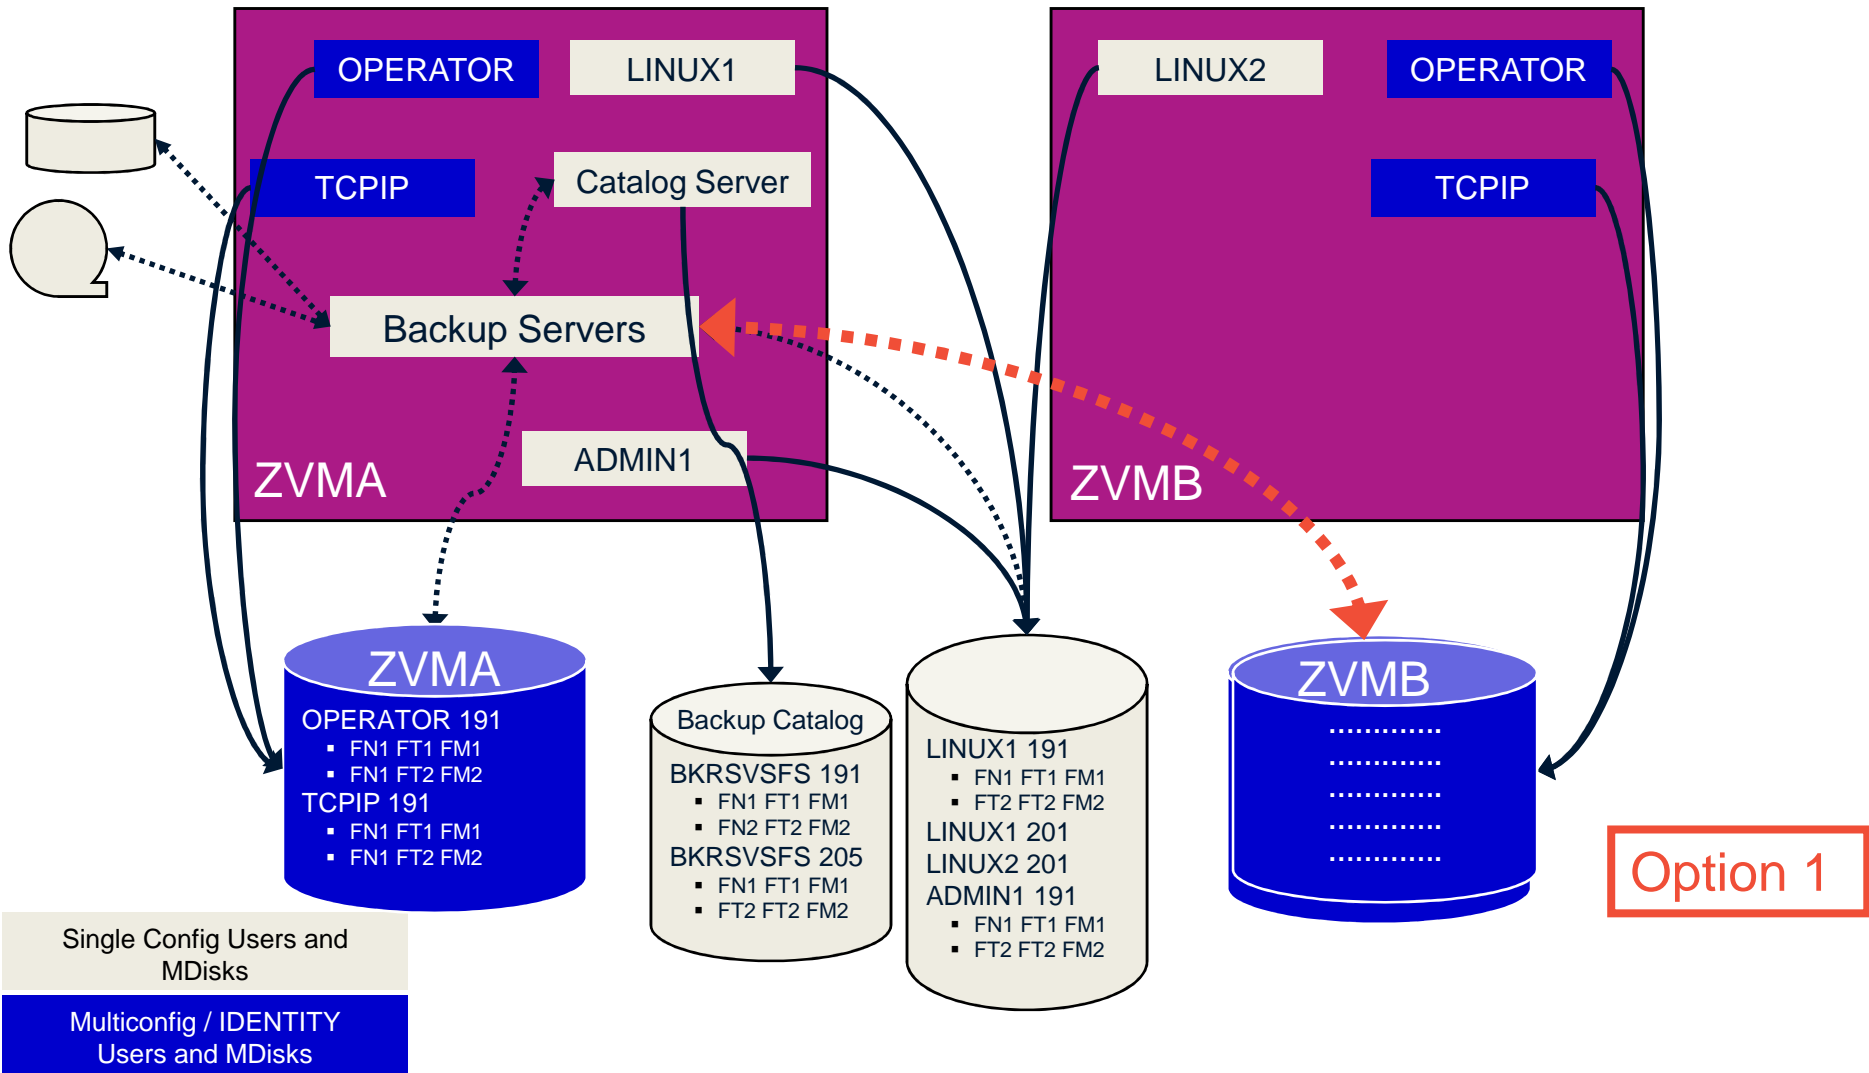 OPERATOR
LINUX1
LINUX2
OPERATOR
TCPIP
Catalog Server
TCPIP
Backup Servers
ADMIN1
ZVMA
ZVMB
ZVMA
OPERATOR 191
▪ FN1 FT1 FM1
▪ FN1 FT2 FM2
TCPIP 191
▪ FN1 FT1 FM1
▪ FN1 FT2 FM2
Backup Catalog
BKRSVSFS 191
▪ FN1 FT1 FM1
▪ FN2 FT2 FM2
BKRSVSFS 205
▪ FN1 FT1 FM1
▪ FT2 FT2 FM2
LINUX1 191
▪ FN1 FT1 FM1
▪ FT2 FT2 FM2
LINUX1 201
LINUX2 201
ADMIN1 191
▪ FN1 FT1 FM1
▪ FT2 FT2 FM2
ZVMB
.............
.............
.............
.............
.............
Option 1
Single Config Users and
MDisks
Multiconfig / IDENTITY
Users and MDisks